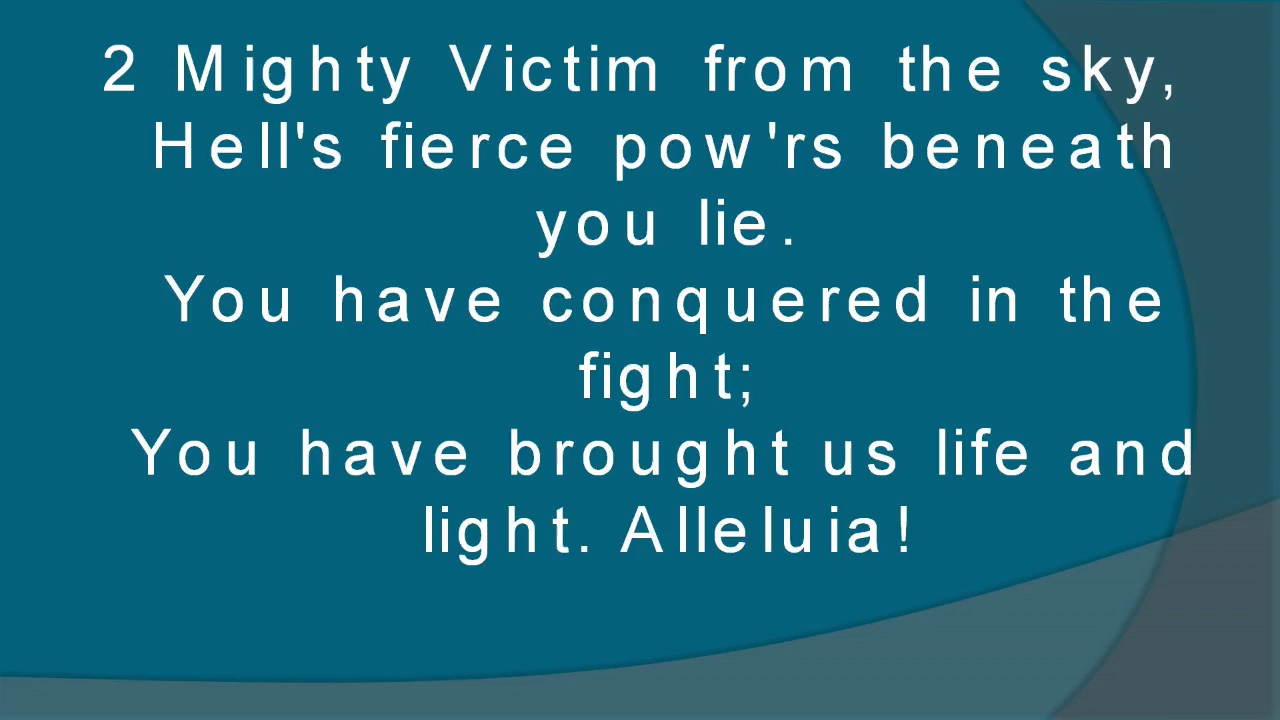 2 Mighty Victim from the sky,
Hell's fierce pow'rs beneath
you lie.
You have conquered in the
fight;
You have brought us life and
light. Alleluia!